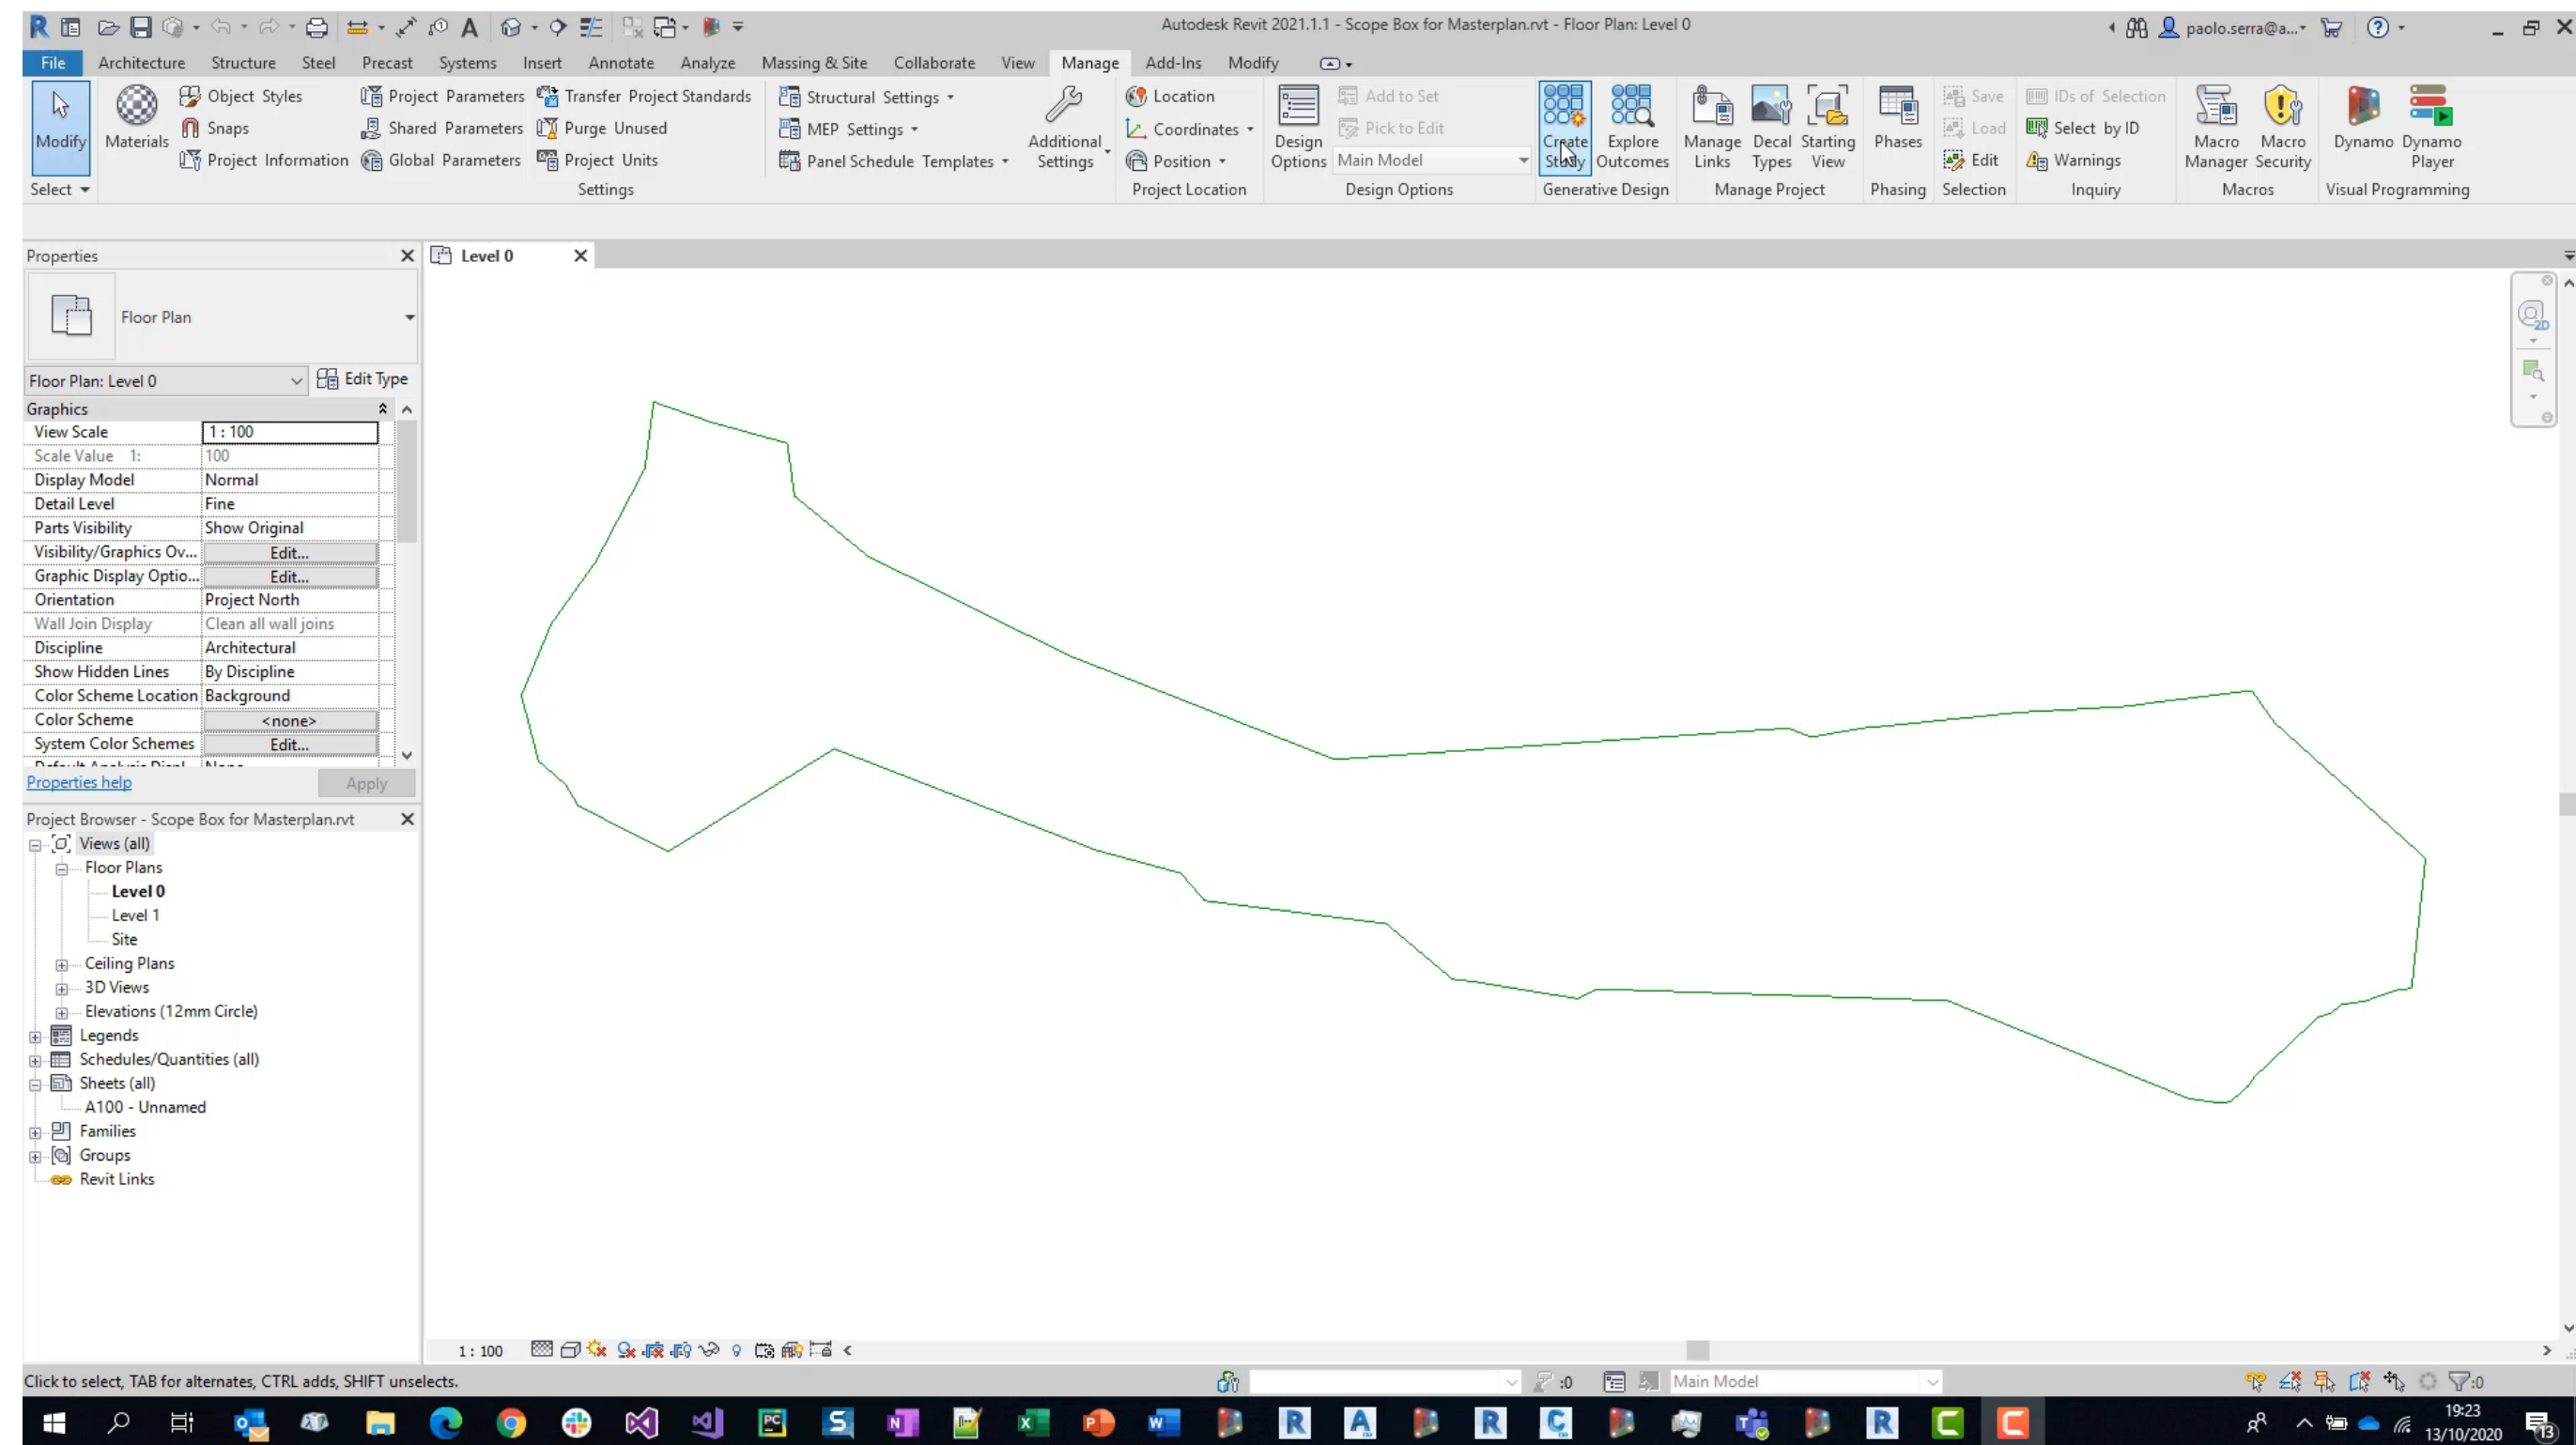 Autodesk Revit 2021.1.1 - Scope Box for Masterplan.rvt - Floor Plan: Level 0
paolo.serra@a...
File Architecture Structure Steel Precast Systems Insert Annotate Analyze Massing & Site Collaborate View Manage Add-Ins Modify
Modify
Select
Materials
Object Styles
Snaps
Project Information
Project Parameters
Shared Parameters
Global Parameters
Transfer Project Standards
Purge Unused
Project Units
Settings
Structural Settings
MEP Settings
Panel Schedule Templates
Additional
Settings
Location
Coordinates
Position
Project Location
Design
Options
Add to Set
Pick to Edit
Main Model
Design Options
Create
Study
Explore
Outcomes
Generative Design
Manage
Links
Decal
Types
Starting
View
Manage Project
Phases
Phasing
Save
Load
Edit
Selection
IDs of Selection
Select by ID
Warnings
Inquiry
Macro
Manager
Macro
Security
Macros
Dynamo
Dynamo
Player
Visual Programming
Properties
Level 0
Floor Plan
Floor Plan: Level 0
Edit Type
Graphics
View Scale 1 : 100
Scale Value 1: 100
Display Model Normal
Detail Level Fine
Parts Visibility Show Original
Visibility/Graphics Ov... Edit...
Graphic Display Optio... Edit...
Orientation Project North
Wall Join Display Clean all wall joins
Discipline Architectural
Show Hidden Lines By Discipline
Color Scheme Location Background
Color Scheme <none>
System Color Schemes Edit...
Properties help
Apply
2D
Project Browser - Scope Box for Masterplan.rvt
Views (all)
Floor Plans
Level 0
Level 1
Site
Ceiling Plans
3D Views
Elevations (12mm Circle)
Legends
Schedules/Quantities (all)
Sheets (all)
A100 - Unnamed
Families
Groups
Revit Links
1 : 100
Click to select, TAB for alternates, CTRL adds, SHIFT unselects.
:0
Main Model
:0
19:23
13/10/2020
13